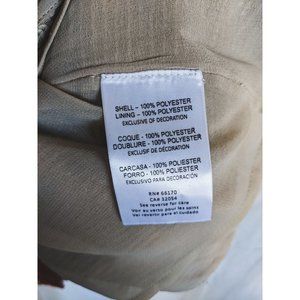 SHELL - 100% POLYESTER
LINING - 100% POLYESTER
EXCLUSIVE OF DECORATION
COQUE - 100% POLYESTER
DOUBLURE - 100% POLYESTER
EXCLUSIF DE DÉCORATION
CARCASA - 100% POLIESTER
FORRO - 100% POLIESTER
EXCLUSIVO PARA DECORACIÓN
RN# 66170
CA# 32054
See reverse for care
Voir au verso pour les soins
Ver revertir para el cuidado